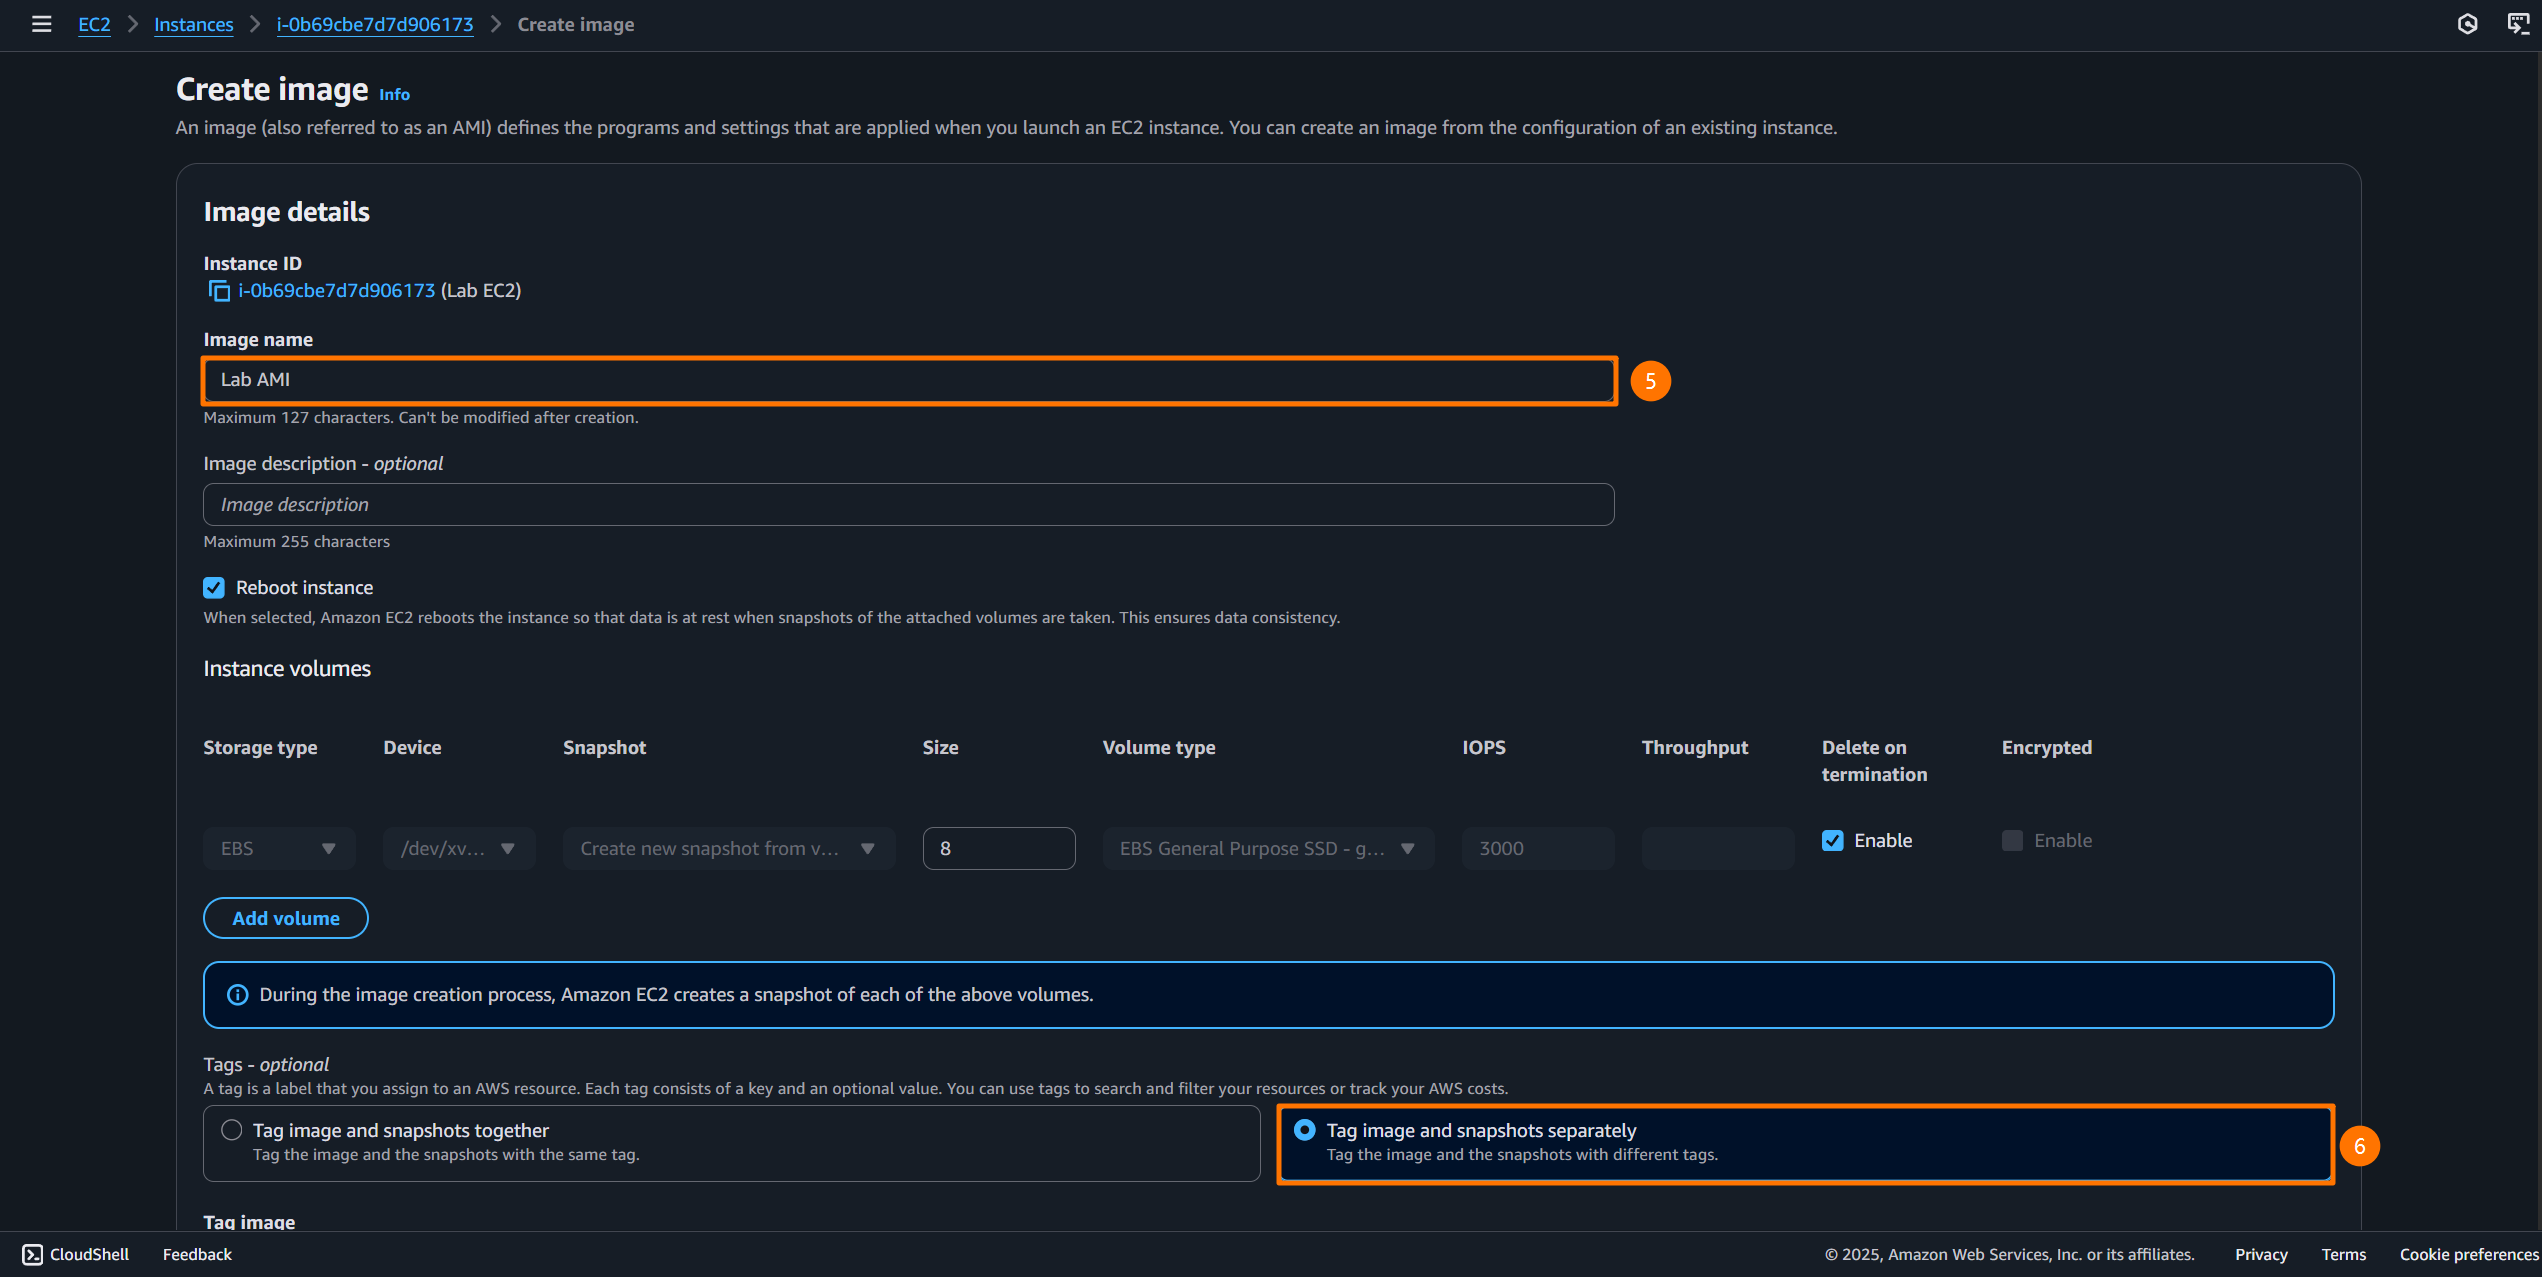 EC2 > Instances > i-0b69cbe7d7d906173 > Create image
Create image Info
An image (also referred to as an AMI) defines the programs and settings that are applied when you launch an EC2 instance. You can create an image from the configuration of an existing instance.
Image details
Instance ID
i-0b69cbe7d7d906173 (Lab EC2)
Image name
Lab AMI
5
Maximum 127 characters. Can't be modified after creation.
Image description - optional
Image description
Maximum 255 characters
Reboot instance
When selected, Amazon EC2 reboots the instance so that data is at rest when snapshots of the attached volumes are taken. This ensures data consistency.
Instance volumes
Storage type Device Snapshot Size Volume type IOPS Throughput Delete on termination Encrypted
EBS /dev/xv... Create new snapshot from v... 8 EBS General Purpose SSD - g... 3000 Enable Enable
Add volume
During the image creation process, Amazon EC2 creates a snapshot of each of the above volumes.
Tags - optional
A tag is a label that you assign to an AWS resource. Each tag consists of a key and an optional value. You can use tags to search and filter your resources or track your AWS costs.
Tag image and snapshots together
Tag the image and the snapshots with the same tag.
Tag image and snapshots separately
Tag the image and the snapshots with different tags.
6
Tag image
CloudShell Feedback © 2025, Amazon Web Services, Inc. or its affiliates. Privacy Terms Cookie preferences